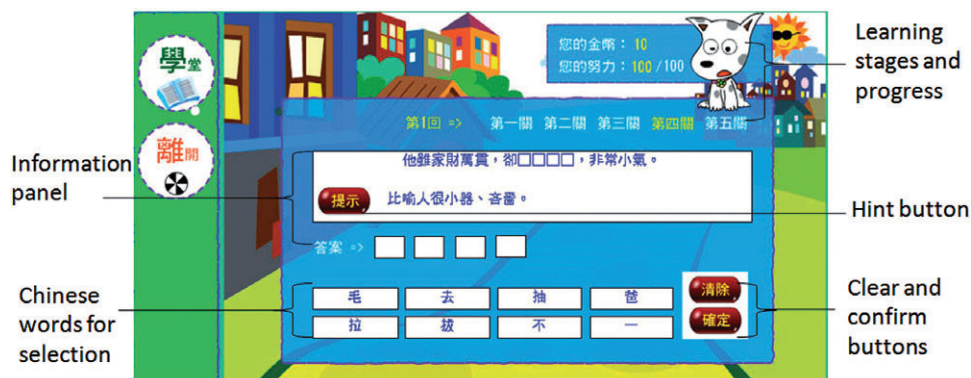 學堂
離開
您的金幣：10
您的努力：100/100
第1回 => 第一關 第二關 第三關 第四關 第五關
他雖家財萬貫，卻□□□□，非常小氣。
提示 比喻人很小器、吝嗇。
答案 =>
毛 去 抽 爸 清除
拉 拔 不 一 確定
Information
panel
Chinese
words for
selection
Learning
stages and
progress
Hint button
Clear and
confirm
buttons